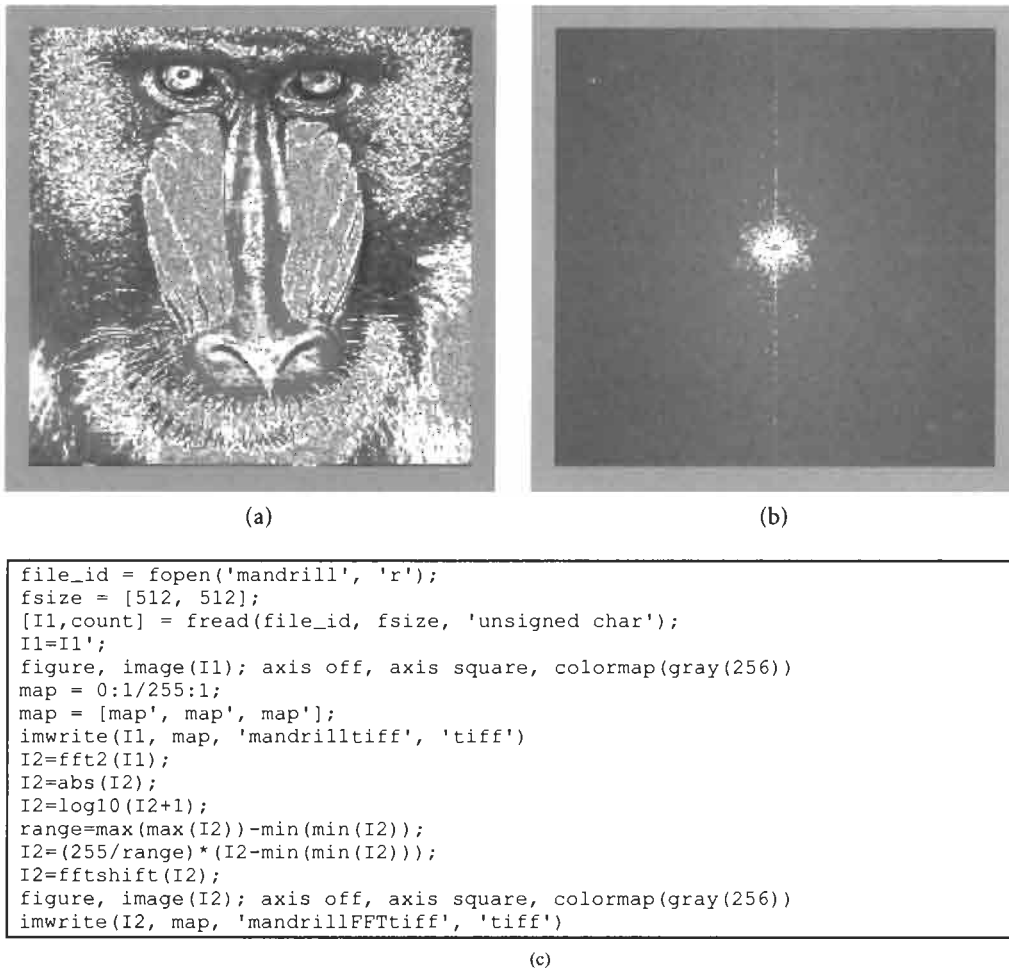 (a)
(b)
file_id = fopen('mandrill', 'r');
fsize = [512, 512];
[I1,count] = fread(file_id, fsize, 'unsigned char');
I1=I1';
figure, image(I1); axis off, axis square, colormap(gray(256))
map = 0:1/255:1;
map = [map', map', map'];
imwrite(I1, map, 'mandrilltiff', 'tiff')
I2=fft2(I1);
I2=abs(I2);
I2=log10(I2+1);
range=max(max(I2))-min(min(I2));
I2=(255/range)*(I2-min(min(I2)));
I2=fftshift(I2);
figure, image(I2); axis off, axis square, colormap(gray(256))
imwrite(I2, map, 'mandrillFFTtiff', 'tiff')
(c)